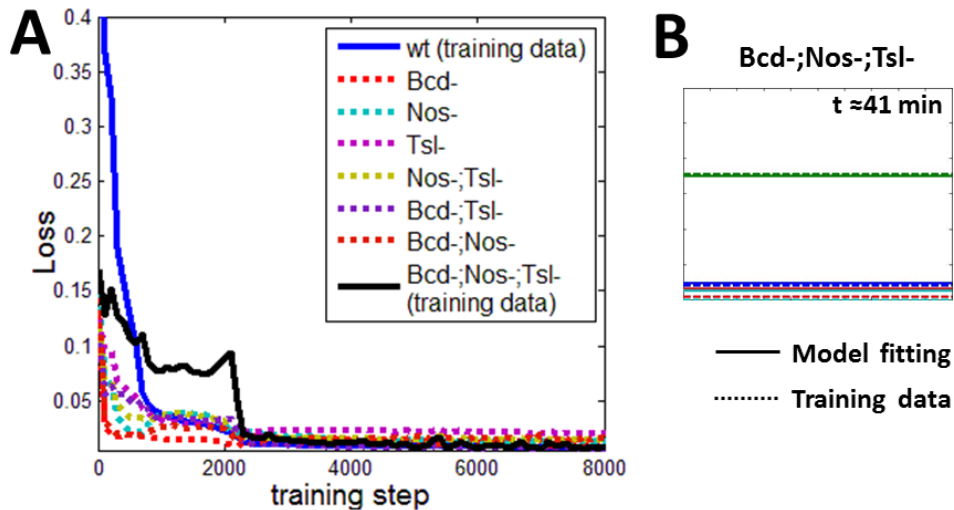 A
0.4
0.35
0.3
0.25
0.2
0.15
0.1
0.05
Loss
0
2000
4000
6000
8000
training step
wt (training data)
Bcd-
Nos-
Tsl-
Nos-;Tsl-
Bcd-;Tsl-
Bcd-;Nos-
Bcd-;Nos-;Tsl-
(training data)
B
Bcd-;Nos-;Tsl-
t ≈41 min
Model fitting
Training data